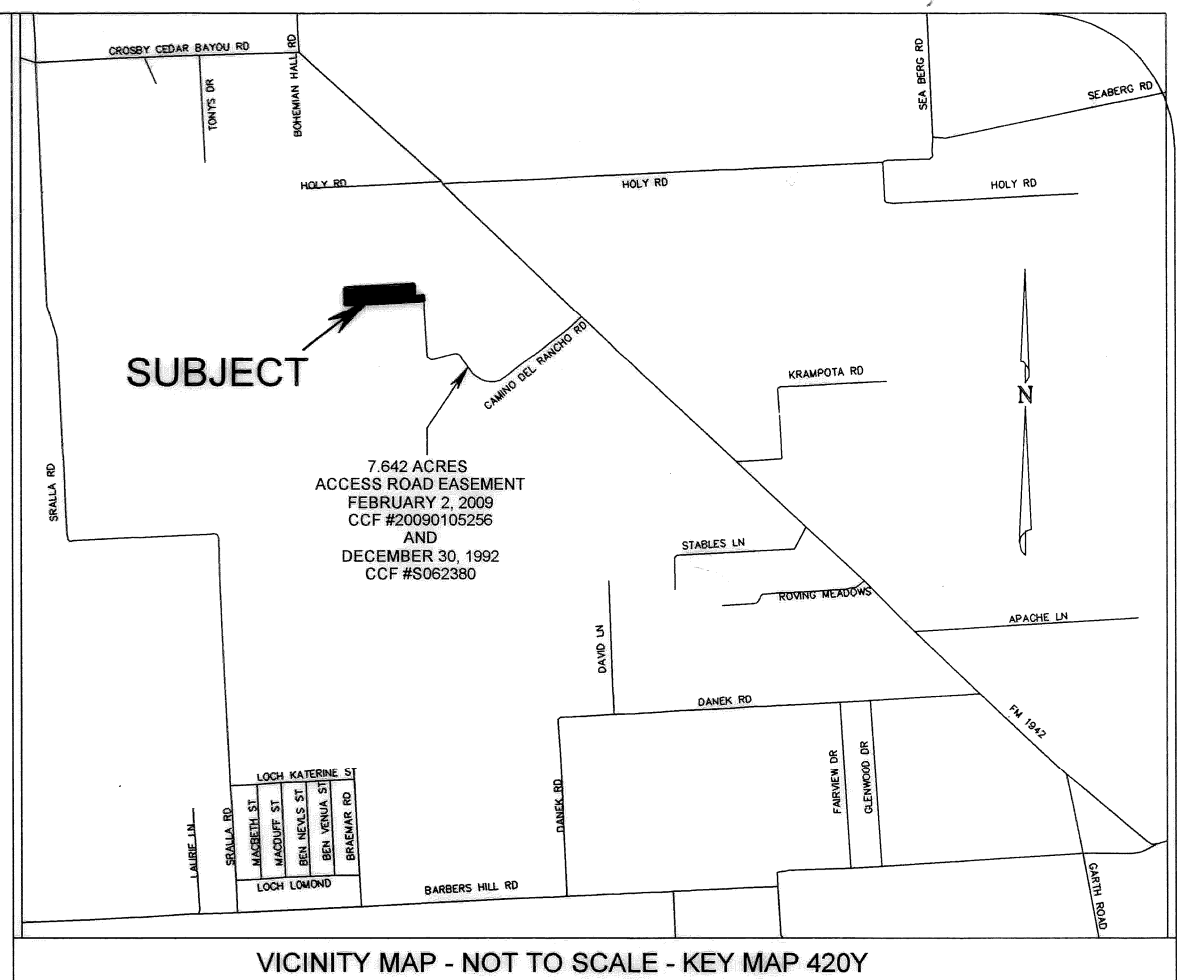 CROSBY CEDAR BAYOU RD
TONYS DR
BOHEMIAN HALL RD
SEA BERG RD
SEABERG RD
HOLY RD
HOLY RD
HOLY RD
SUBJECT
CAMINO DEL RANCHO RD
KRAMPOTA RD
N
7.642 ACRES
ACCESS ROAD EASEMENT
FEBRUARY 2, 2009
CCF #20090105256
AND
DECEMBER 30, 1992
CCF #S062380
SRALLA RD
STABLES LN
ROVING MEADOWS
APACHE LN
DAVID LN
DANEK RD
FM 1942
FAIRVIEW DR
GLENWOOD DR
LOCH KATERINE ST
LAURIE LN
SRALLA RD
MACBETH ST
MACDUFF ST
BEN NEVLS ST
BEN VENUA ST
BRAEMAR RD
DANEK RD
LOCH LOMOND
BARBERS HILL RD
GARTH ROAD
VICINITY MAP - NOT TO SCALE - KEY MAP 420Y